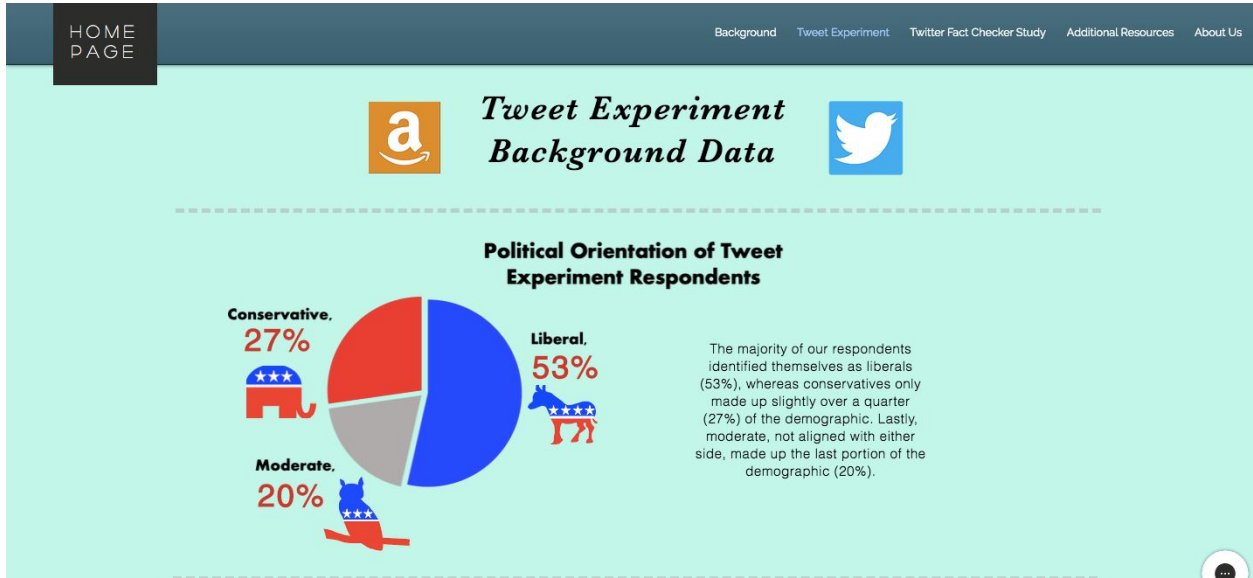 HOME
PAGE
Background
Tweet Experiment
Twitter Fact Checker Study
Additional Resources
About Us
Tweet Experiment
Background Data
Political Orientation of Tweet
Experiment Respondents
Conservative,
27%
Liberal,
53%
Moderate,
20%
The majority of our respondents
identified themselves as liberals
(53%), whereas conservatives only
made up slightly over a quarter
(27%) of the demographic. Lastly,
moderate, not aligned with either
side, made up the last portion of the
demographic (20%).